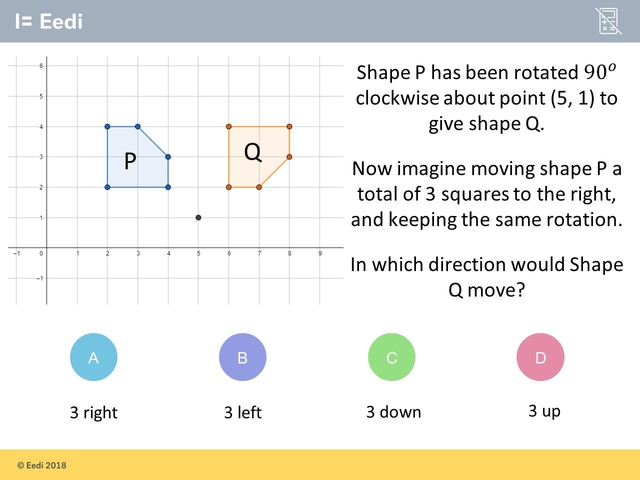 Eedi
Shape P has been rotated 90°
clockwise about point (5, 1) to
give shape Q.
Now imagine moving shape P a
total of 3 squares to the right,
and keeping the same rotation.
In which direction would Shape
Q move?
6
5
4
3
2
1
−1
−1 0 1 2 3 4 5 6 7 8 9
P
Q
A
B
C
D
3 right
3 left
3 down
3 up
© Eedi 2018